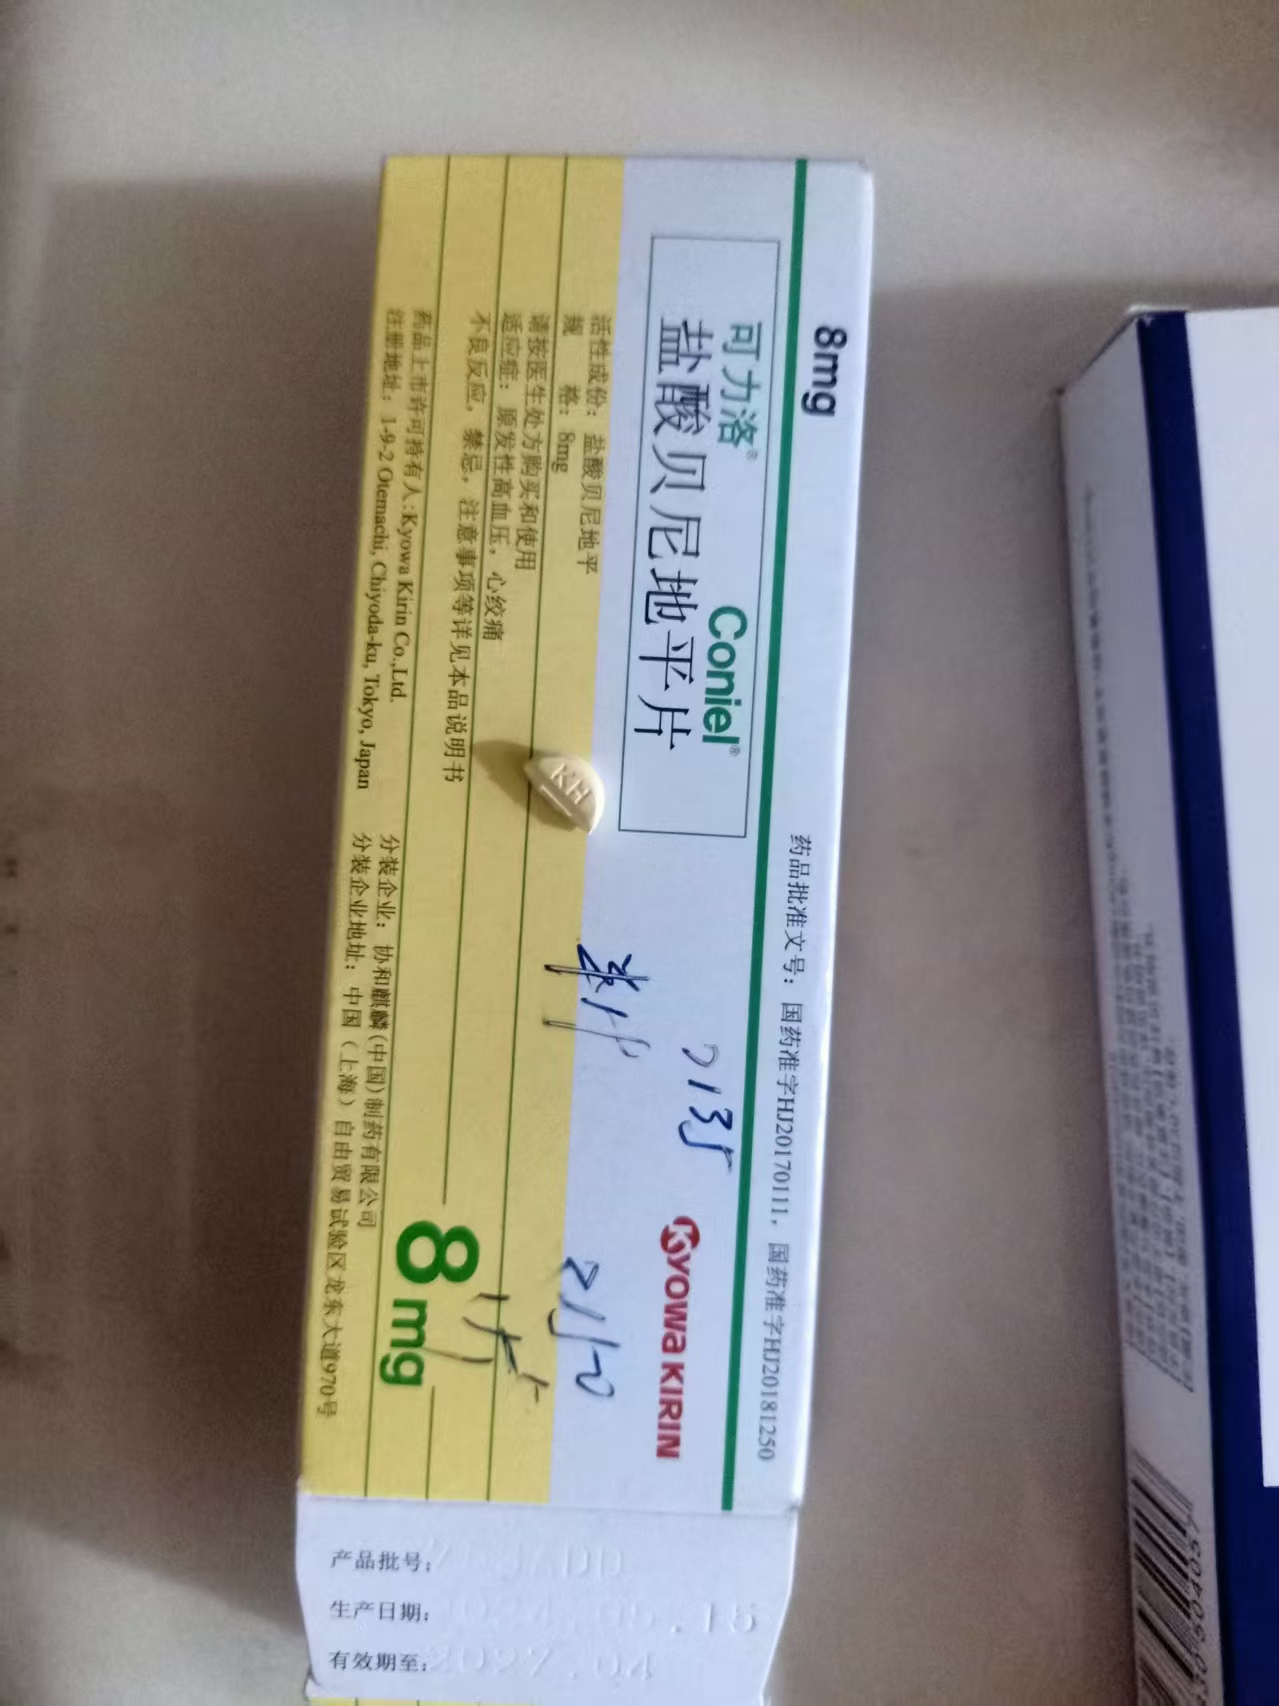 8mg
药品批准文号：国药准字HJ20170111，国药准字HJ20181250
可力洛® Coniel®
盐酸贝尼地平片
7135
KYOWA KIRIN
活性成份：盐酸贝尼地平
规 格：8mg
请按医生处方购买和使用
适应症：原发性高血压，心绞痛
不良反应，禁忌，注意事项等详见本品说明书
8mg
药品上市许可持有人：Kyowa Kirin Co.,Ltd.
注册地址：1-9-2 Otemachi, Chiyoda-ku, Tokyo, Japan
分装企业：协和麒麟(中国)制药有限公司
分装企业地址：中国（上海）自由贸易试验区龙东大道970号
KH
产品批号：
生产日期：2024.05.15
有效期至：2027.04